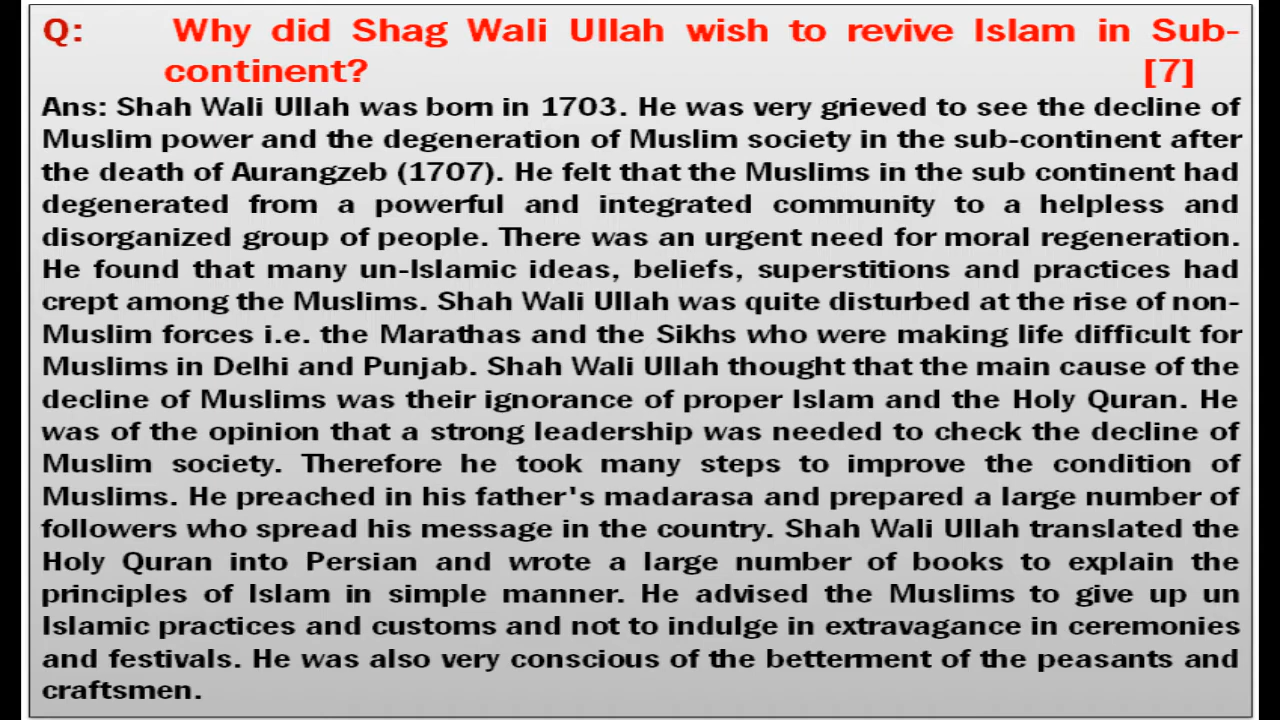 Q: Why did Shag Wali Ullah wish to revive Islam in Sub-
continent? [7]
Ans: Shah Wali Ullah was born in 1703. He was very grieved to see the decline of
Muslim power and the degeneration of Muslim society in the sub-continent after
the death of Aurangzeb (1707). He felt that the Muslims in the sub continent had
degenerated from a powerful and integrated community to a helpless and
disorganized group of people. There was an urgent need for moral regeneration.
He found that many un-Islamic ideas, beliefs, superstitions and practices had
crept among the Muslims. Shah Wali Ullah was quite disturbed at the rise of non-
Muslim forces i.e. the Marathas and the Sikhs who were making life difficult for
Muslims in Delhi and Punjab. Shah Wali Ullah thought that the main cause of the
decline of Muslims was their ignorance of proper Islam and the Holy Quran. He
was of the opinion that a strong leadership was needed to check the decline of
Muslim society. Therefore he took many steps to improve the condition of
Muslims. He preached in his father's madarasa and prepared a large number of
followers who spread his message in the country. Shah Wali Ullah translated the
Holy Quran into Persian and wrote a large number of books to explain the
principles of Islam in simple manner. He advised the Muslims to give up un
Islamic practices and customs and not to indulge in extravagance in ceremonies
and festivals. He was also very conscious of the betterment of the peasants and
craftsmen.